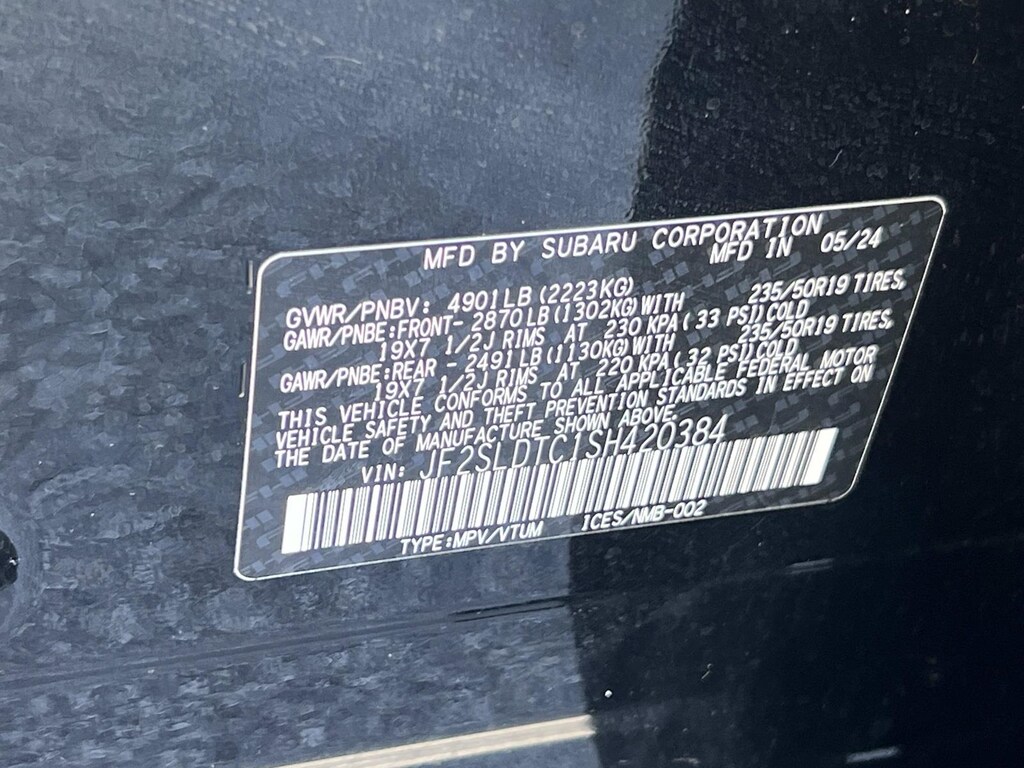 MFD BY SUBARU CORPORATION
MFD IN 05/24
GVWR/PNBV: 4901LB(2223KG)
GAWR/PNBE:FRONT- 2870LB(1302KG)WITH 235/50R19 TIRES,
19X7 1/2J RIMS AT 230 KPA( 33 PSI)COLD
GAWR/PNBE:REAR - 2491LB(1130KG)WITH 235/50R19 TIRES,
19X7 1/2J RIMS AT 220 KPA( 32 PSI)COLD
THIS VEHICLE CONFORMS TO ALL APPLICABLE FEDERAL MOTOR
VEHICLE SAFETY AND THEFT PREVENTION STANDARDS IN EFFECT ON
THE DATE OF MANUFACTURE SHOWN ABOVE.
VIN: JF2SLDTC1SH420384
TYPE:MPV/VTUM ICES/NMB-002